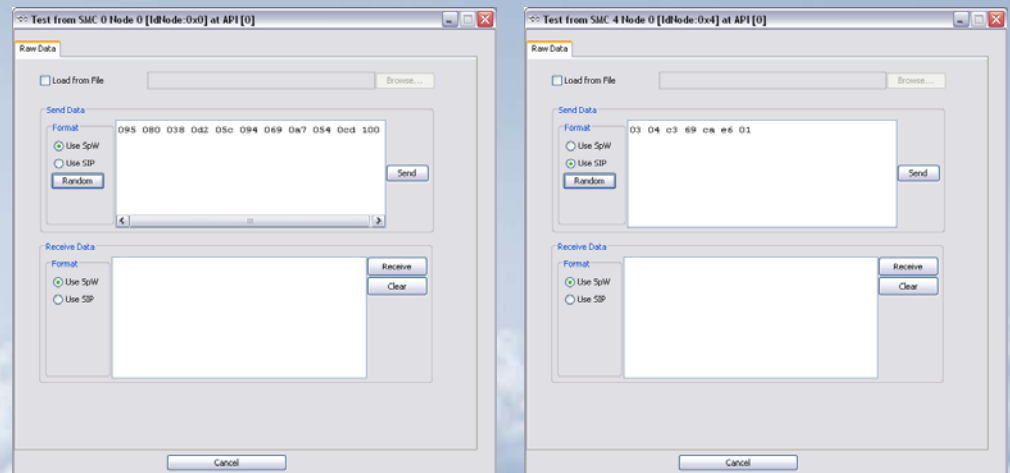 Test from SMC 0 Node 0 [IdNode:0x0] at API [0]
Raw Data
Load from File
Browse...
Send Data
Format
Use SpW
Use SIP
Random
095 080 038 0d2 05c 094 069 0a7 054 0cd 100
Send
Receive Data
Format
Use SpW
Use SIP
Receive
Clear
Cancel
Test from SMC 4 Node 0 [IdNode:0x4] at API [0]
Raw Data
Load from File
Browse...
Send Data
Format
Use SpW
Use SIP
Random
03 04 c3 69 ca e6 01
Send
Receive Data
Format
Use SpW
Use SIP
Receive
Clear
Cancel